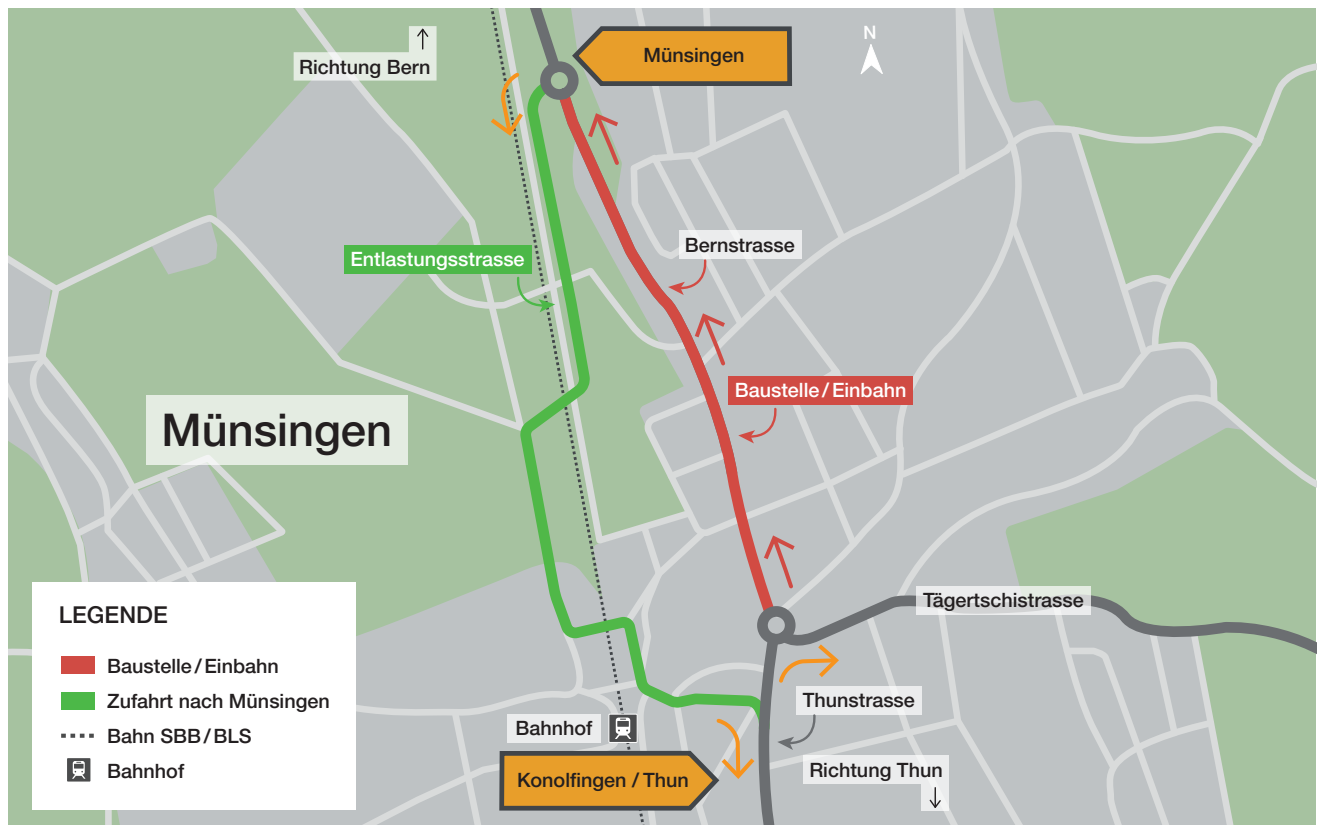 Richtung Bern
Münsingen
N
Bernstrasse
Entlastungsstrasse
Baustelle/Einbahn
Münsingen
Tägertschistrasse
LEGENDE
Baustelle/Einbahn
Zufahrt nach Münsingen
Bahn SBB/BLS
Bahnhof
Thunstrasse
Bahnhof
Konolfingen / Thun
Richtung Thun